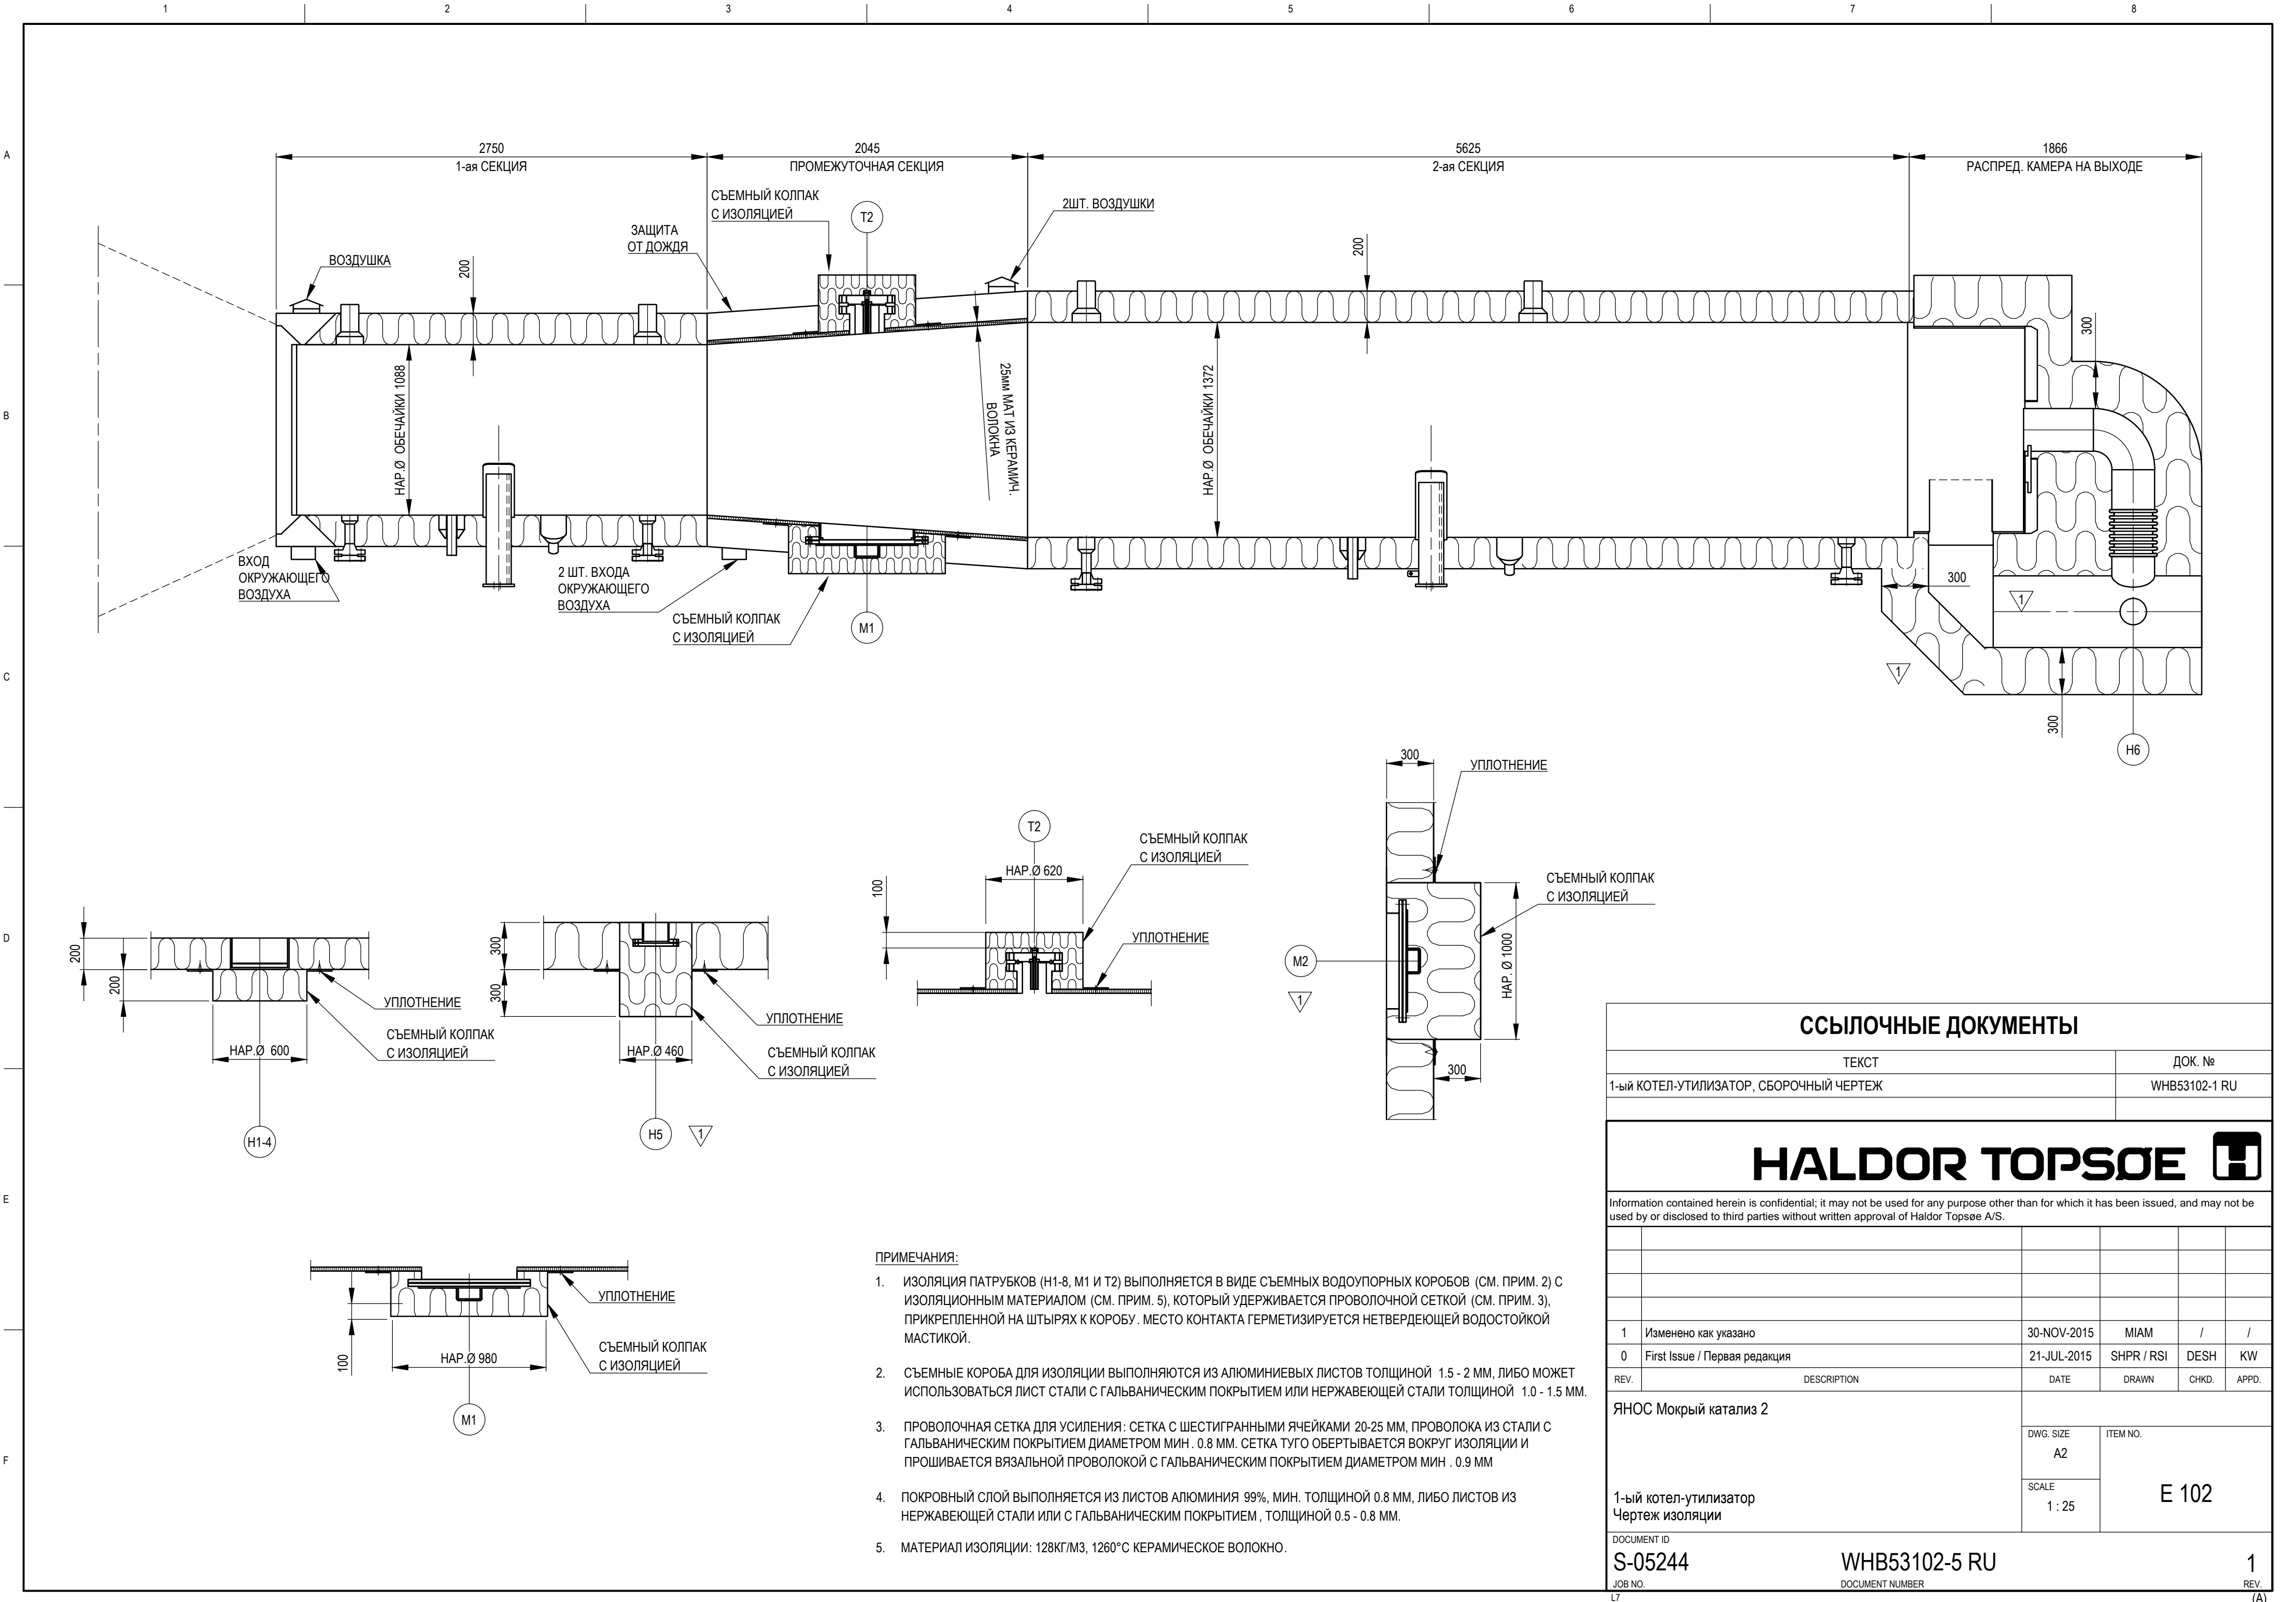 1 2 3 4 5 6 7 8
A
B
C
D
E
F
2750
1-ая СЕКЦИЯ
2045
ПРОМЕЖУТОЧНАЯ СЕКЦИЯ
5625
2-ая СЕКЦИЯ
1866
РАСПРЕД. КАМЕРА НА ВЫХОДЕ
СЪЕМНЫЙ КОЛПАК
С ИЗОЛЯЦИЕЙ
T2
2ШТ. ВОЗДУШКИ
ЗАЩИТА
ОТ ДОЖДЯ
ВОЗДУШКА
200
200
300
НАР.Ø ОБЕЧАЙКИ 1088
25мм МАТ ИЗ КЕРАМИЧ.
ВОЛОКНА
НАР.Ø ОБЕЧАЙКИ 1372
ВХОД
ОКРУЖАЮЩЕГО
ВОЗДУХА
2 ШТ. ВХОДА
ОКРУЖАЮЩЕГО
ВОЗДУХА
СЪЕМНЫЙ КОЛПАК
С ИЗОЛЯЦИЕЙ
M1
300
1
1
300
H6
200
200
УПЛОТНЕНИЕ
СЪЕМНЫЙ КОЛПАК
С ИЗОЛЯЦИЕЙ
НАР.Ø 600
H1-4
300
300
УПЛОТНЕНИЕ
СЪЕМНЫЙ КОЛПАК
С ИЗОЛЯЦИЕЙ
НАР.Ø 460
H5
1
T2
НАР.Ø 620
100
СЪЕМНЫЙ КОЛПАК
С ИЗОЛЯЦИЕЙ
УПЛОТНЕНИЕ
300
УПЛОТНЕНИЕ
СЪЕМНЫЙ КОЛПАК
С ИЗОЛЯЦИЕЙ
M2
1
НАР. Ø 1000
300
УПЛОТНЕНИЕ
СЪЕМНЫЙ КОЛПАК
С ИЗОЛЯЦИЕЙ
100
НАР.Ø 980
M1
ПРИМЕЧАНИЯ:
1. ИЗОЛЯЦИЯ ПАТРУБКОВ (H1-8, M1 И T2) ВЫПОЛНЯЕТСЯ В ВИДЕ СЪЕМНЫХ ВОДОУПОРНЫХ КОРОБОВ (СМ. ПРИМ. 2) С
ИЗОЛЯЦИОННЫМ МАТЕРИАЛОМ (СМ. ПРИМ. 5), КОТОРЫЙ УДЕРЖИВАЕТСЯ ПРОВОЛОЧНОЙ СЕТКОЙ (СМ. ПРИМ. 3),
ПРИКРЕПЛЕННОЙ НА ШТЫРЯХ К КОРОБУ. МЕСТО КОНТАКТА ГЕРМЕТИЗИРУЕТСЯ НЕТВЕРДЕЮЩЕЙ ВОДОСТОЙКОЙ
МАСТИКОЙ.
2. СЪЕМНЫЕ КОРОБА ДЛЯ ИЗОЛЯЦИИ ВЫПОЛНЯЮТСЯ ИЗ АЛЮМИНИЕВЫХ ЛИСТОВ ТОЛЩИНОЙ 1.5 - 2 ММ, ЛИБО МОЖЕТ
ИСПОЛЬЗОВАТЬСЯ ЛИСТ СТАЛИ С ГАЛЬВАНИЧЕСКИМ ПОКРЫТИЕМ ИЛИ НЕРЖАВЕЮЩЕЙ СТАЛИ ТОЛЩИНОЙ 1.0 - 1.5 ММ.
3. ПРОВОЛОЧНАЯ СЕТКА ДЛЯ УСИЛЕНИЯ: СЕТКА С ШЕСТИГРАННЫМИ ЯЧЕЙКАМИ 20-25 ММ, ПРОВОЛОКА ИЗ СТАЛИ С
ГАЛЬВАНИЧЕСКИМ ПОКРЫТИЕМ ДИАМЕТРОМ МИН. 0.8 ММ. СЕТКА ТУГО ОБЕРТЫВАЕТСЯ ВОКРУГ ИЗОЛЯЦИИ И
ПРОШИВАЕТСЯ ВЯЗАЛЬНОЙ ПРОВОЛОКОЙ С ГАЛЬВАНИЧЕСКИМ ПОКРЫТИЕМ ДИАМЕТРОМ МИН . 0.9 ММ
4. ПОКРОВНЫЙ СЛОЙ ВЫПОЛНЯЕТСЯ ИЗ ЛИСТОВ АЛЮМИНИЯ 99%, МИН. ТОЛЩИНОЙ 0.8 ММ, ЛИБО ЛИСТОВ ИЗ
НЕРЖАВЕЮЩЕЙ СТАЛИ ИЛИ С ГАЛЬВАНИЧЕСКИМ ПОКРЫТИЕМ , ТОЛЩИНОЙ 0.5 - 0.8 ММ.
5. МАТЕРИАЛ ИЗОЛЯЦИИ: 128КГ/М3, 1260°С КЕРАМИЧЕСКОЕ ВОЛОКНО.
ССЫЛОЧНЫЕ ДОКУМЕНТЫ
ТЕКСТ ДОК. №
1-ый КОТЕЛ-УТИЛИЗАТОР, СБОРОЧНЫЙ ЧЕРТЕЖ WHB53102-1 RU
HALDOR TOPSØE
Information contained herein is confidential; it may not be used for any purpose other than for which it has been issued, and may not be
used by or disclosed to third parties without written approval of Haldor Topsøe A/S.
1 Изменено как указано 30-NOV-2015 MIAM / /
0 First Issue / Первая редакция 21-JUL-2015 SHPR / RSI DESH KW
REV. DESCRIPTION DATE DRAWN CHKD. APPD.
ЯНОС Мокрый катализ 2
DWG. SIZE
A2
ITEM NO.
E 102
SCALE
1 : 25
1-ый котел-утилизатор
Чертеж изоляции
DOCUMENT ID
S-05244 WHB53102-5 RU 1
JOB NO. DOCUMENT NUMBER REV.
L7 (A)